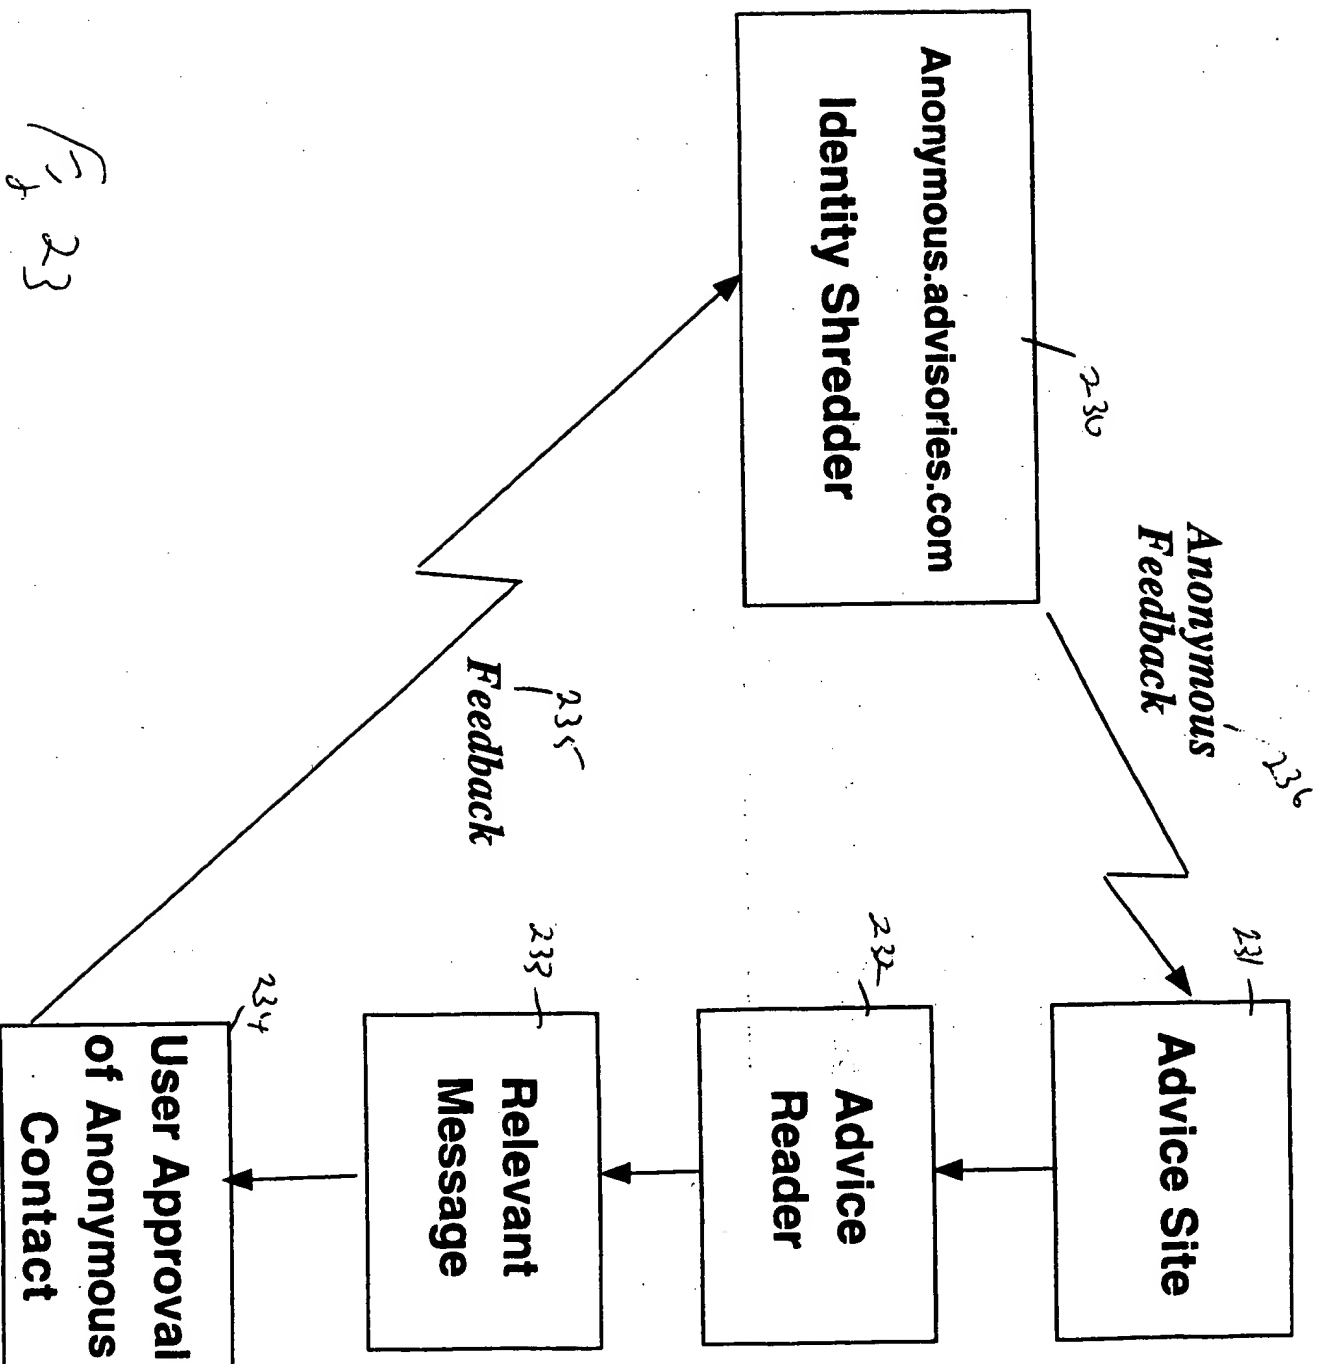 231
Advice Site
232
Advice
Reader
233
Relevant
Message
234
User Approval
of Anonymous
Contact
235
Feedback
230
Anonymous.advisories.com
Identity Shredder
236
Anonymous
Feedback
Fig 23